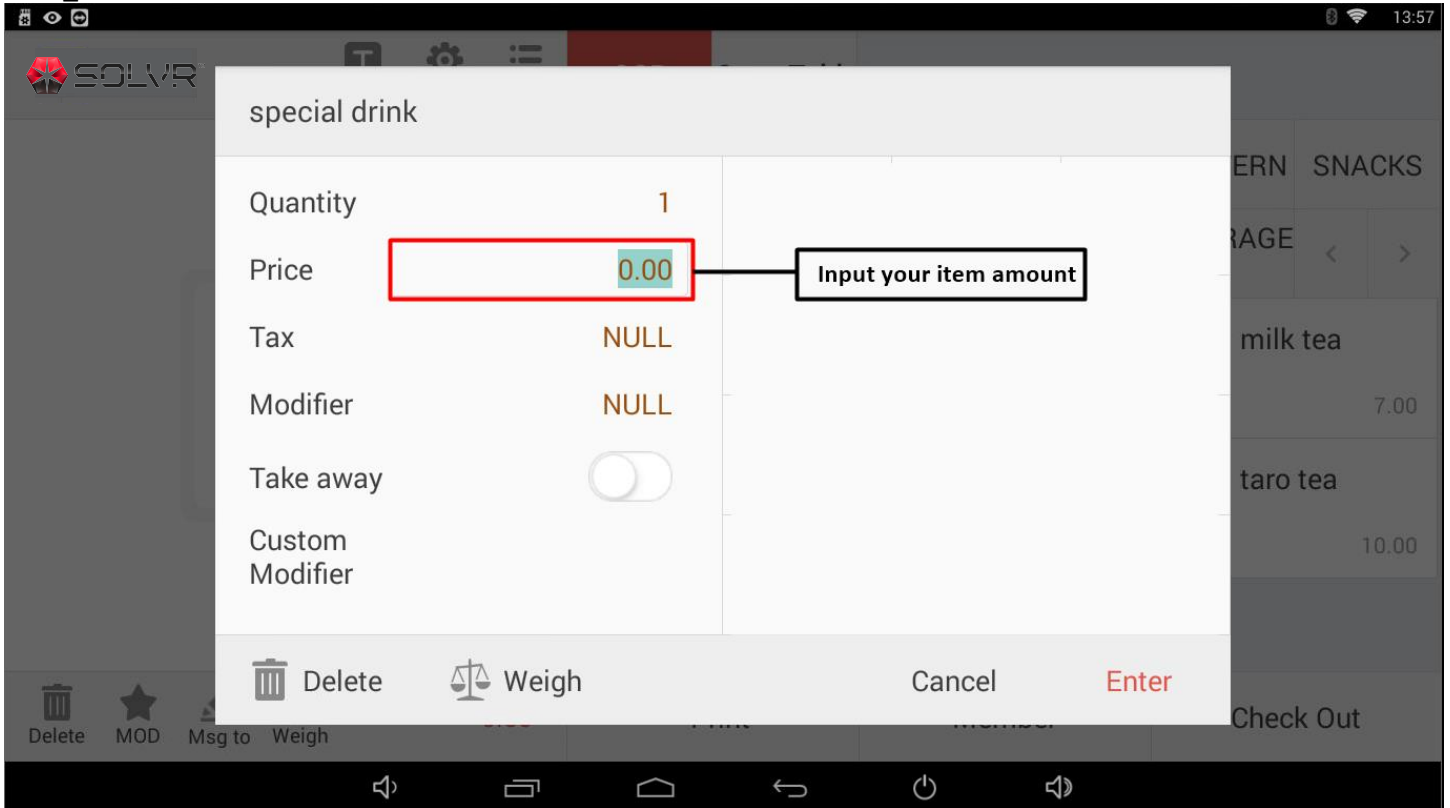 13:57
SOLVR
special drink
ERN SNACKS
Quantity 1
RAGE < >
Price 0.00
Input your item amount
Tax NULL
milk tea
Modifier NULL
7.00
Take away
taro tea
Custom
Modifier
10.00
Delete Weigh Cancel Enter
Check Out
Delete MOD Msg to Weigh